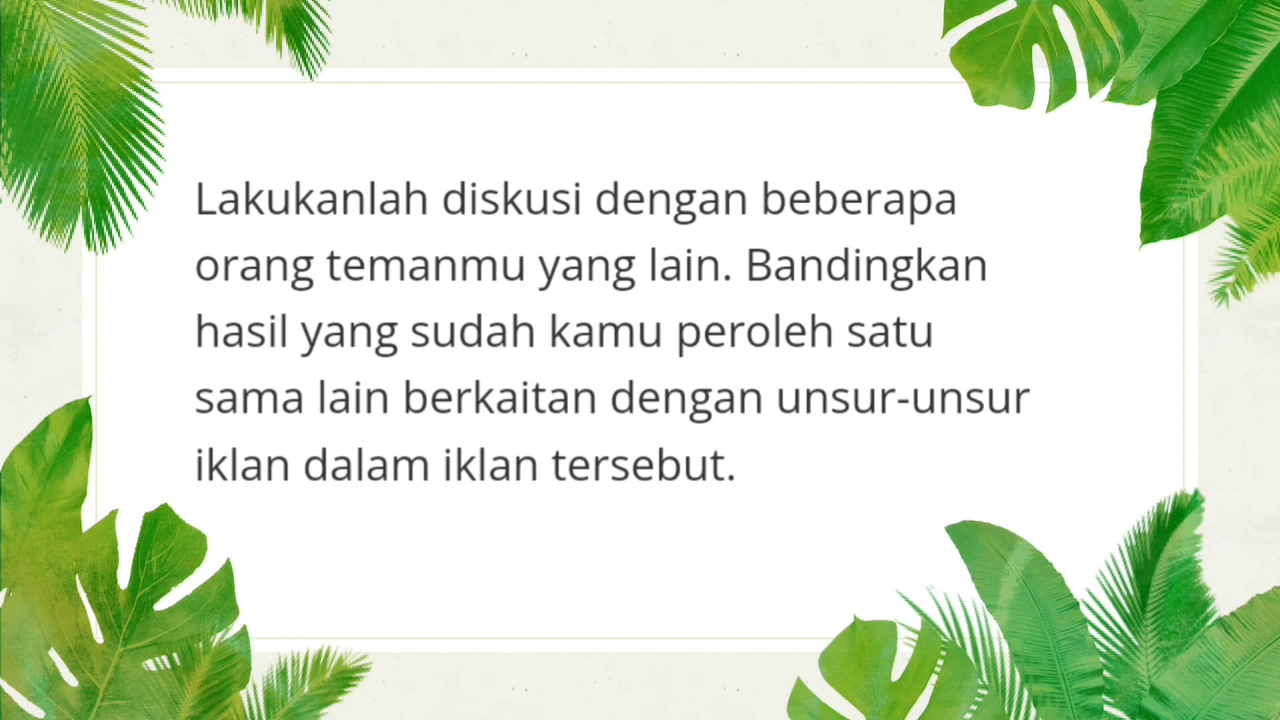 Lakukanlah diskusi dengan beberapa
orang temanmu yang lain. Bandingkan
hasil yang sudah kamu peroleh satu
sama lain berkaitan dengan unsur-unsur
iklan dalam iklan tersebut.